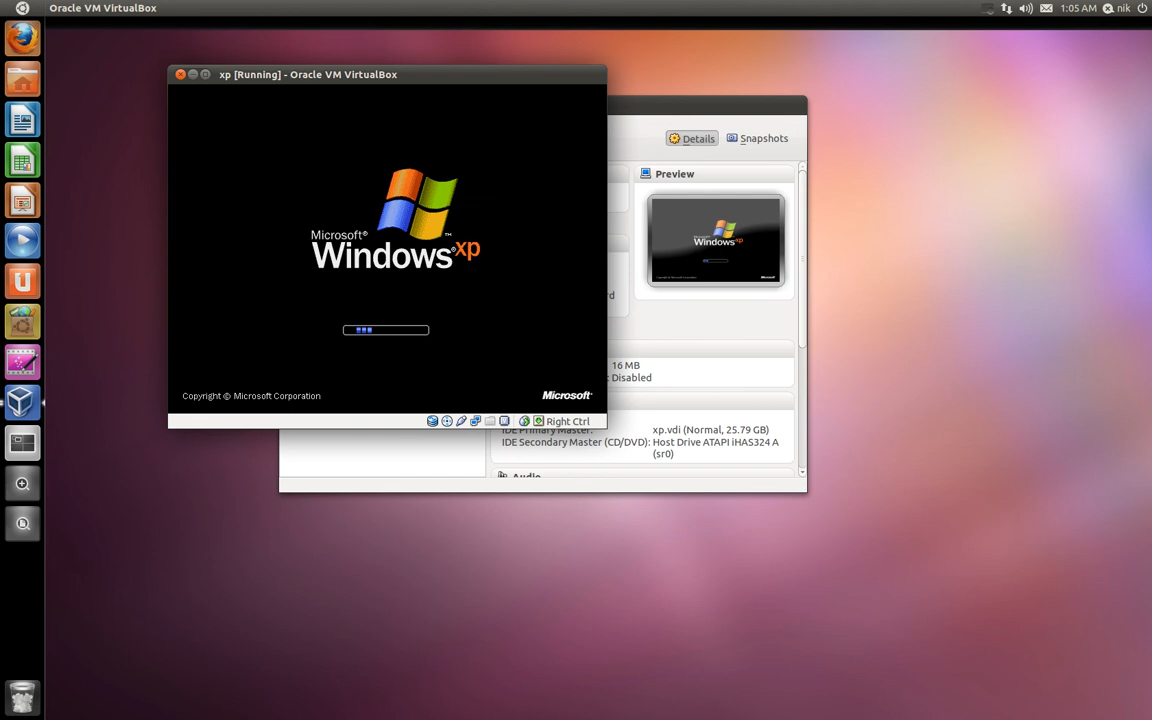 Oracle VM VirtualBox
1:05 AM
nik
xp [Running] - Oracle VM VirtualBox
Details
Snapshots
Preview
Microsoft®
Windows®xp
™
rd
16 MB
Disabled
Copyright © Microsoft Corporation
Microsoft®
Right Ctrl
IDE Primary Master:
xp.vdi (Normal, 25.79 GB)
IDE Secondary Master (CD/DVD): Host Drive ATAPI iHAS324 A
(sr0)
Audio
Windows xp
U